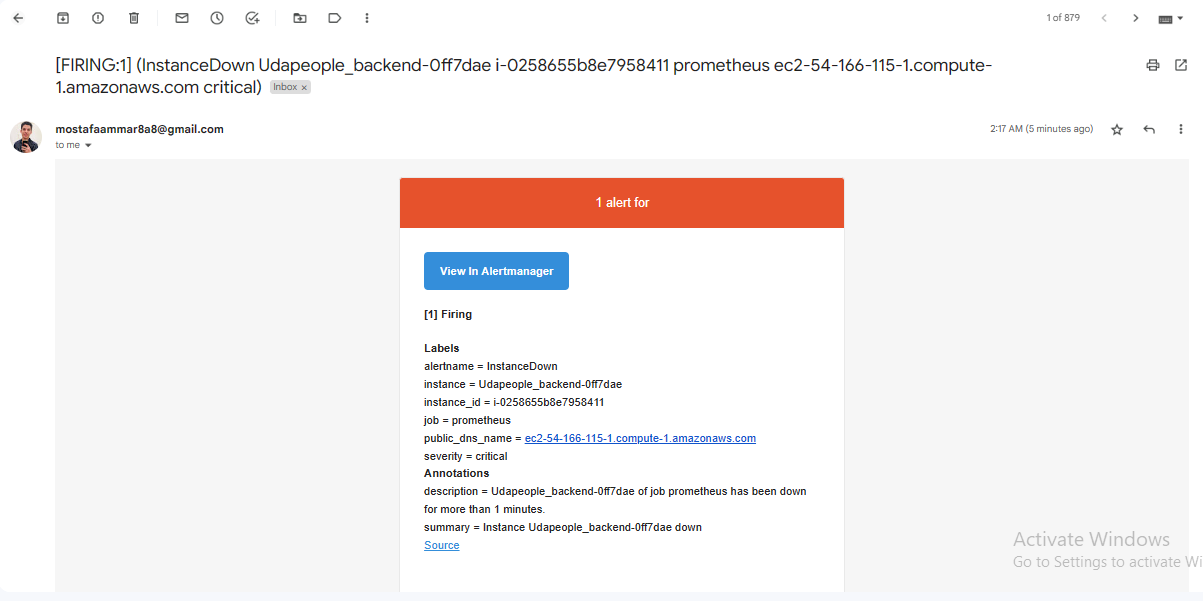 1 of 879
[FIRING:1] (InstanceDown Udapeople_backend-0ff7dae i-0258655b8e7958411 prometheus ec2-54-166-115-1.compute-
1.amazonaws.com critical) Inbox x
mostafaammar8a8@gmail.com 2:17 AM (5 minutes ago)
to me
1 alert for
View In Alertmanager
[1] Firing
Labels
alertname = InstanceDown
instance = Udapeople_backend-0ff7dae
instance_id = i-0258655b8e7958411
job = prometheus
public_dns_name = ec2-54-166-115-1.compute-1.amazonaws.com
severity = critical
Annotations
description = Udapeople_backend-0ff7dae of job prometheus has been down
for more than 1 minutes.
summary = Instance Udapeople_backend-0ff7dae down
Source
Activate Windows
Go to Settings to activate Wi